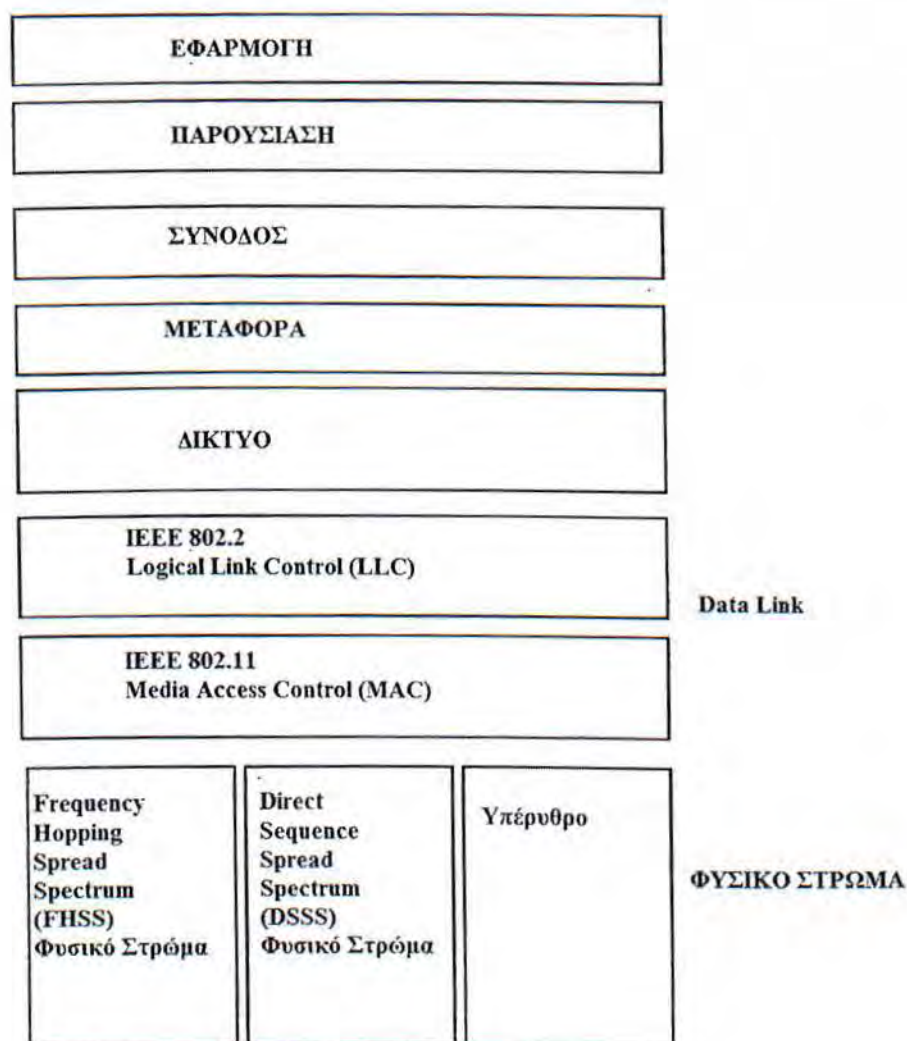 ΕΦΑΡΜΟΓΗ
ΠΑΡΟΥΣΙΑΣΗ
ΣΥΝΟΔΟΣ
ΜΕΤΑΦΟΡΑ
ΔΙΚΤΥΟ
IEEE 802.2
Logical Link Control (LLC)
Data Link
IEEE 802.11
Media Access Control (MAC)
Frequency
Hopping
Spread
Spectrum
(FHSS)
Φυσικό Στρώμα
Direct
Sequence
Spread
Spectrum
(DSSS)
Φυσικό Στρώμα
Υπέρυθρο
ΦΥΣΙΚΟ ΣΤΡΩΜΑ